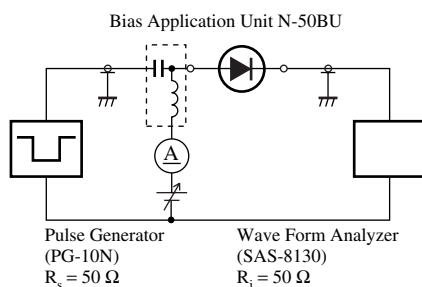 Bias Application Unit N-50BU
A
Pulse Generator
(PG-10N)
Rs = 50 Ω
Wave Form Analyzer
(SAS-8130)
Ri = 50 Ω